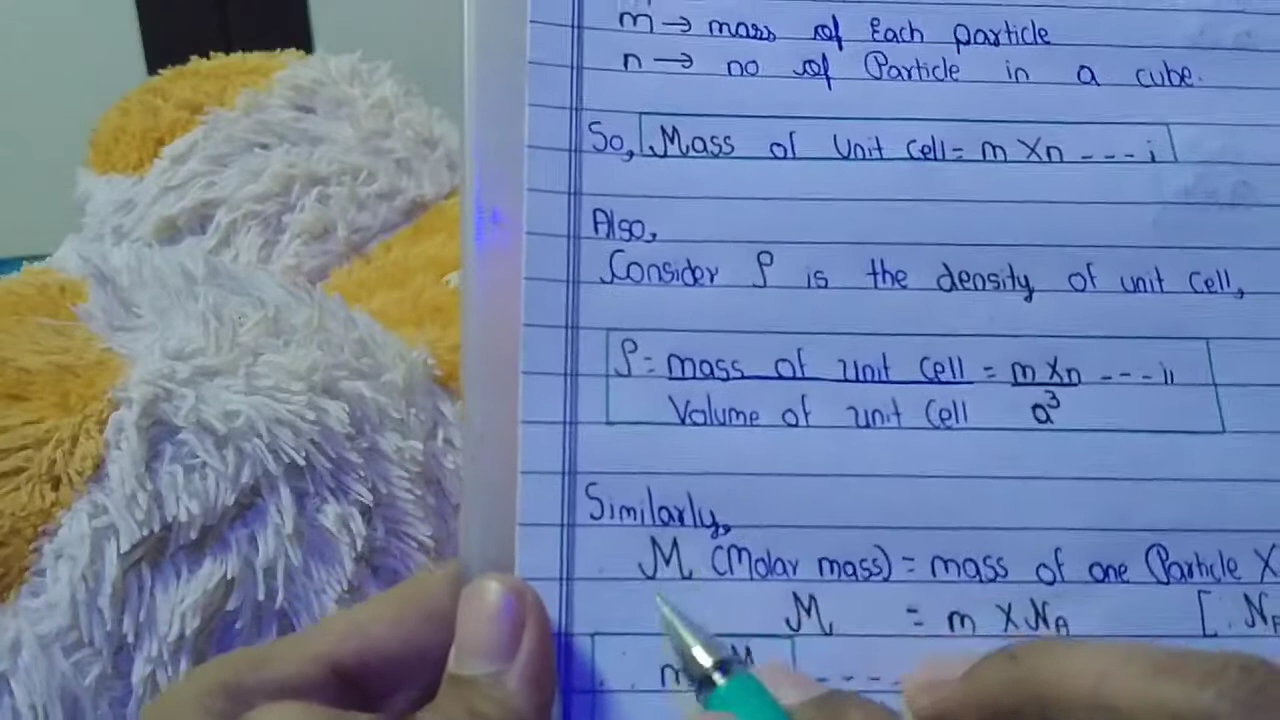 m → mass of Each particle
n → no of Particle in a cube.
So, Mass of Unit Cell = m X n ---- i
Also,
Consider ρ is the density of unit cell,
ρ = mass of unit cell = m X n ---- ii
Volume of unit cell a³
Similarly,
M (Molar mass) = mass of one Particle X
M = m X N_A [ N
m M ----